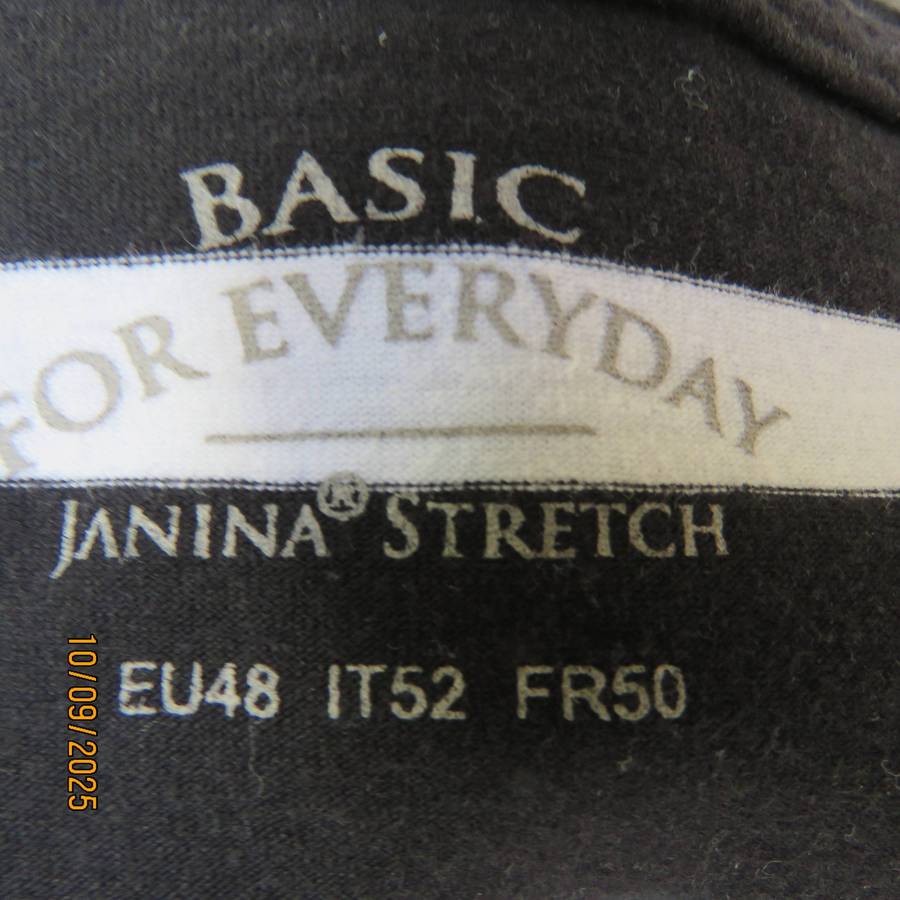 BASIC
FOR EVERYDAY
JANINA® STRETCH
EU48 IT52 FR50
10/09/2025